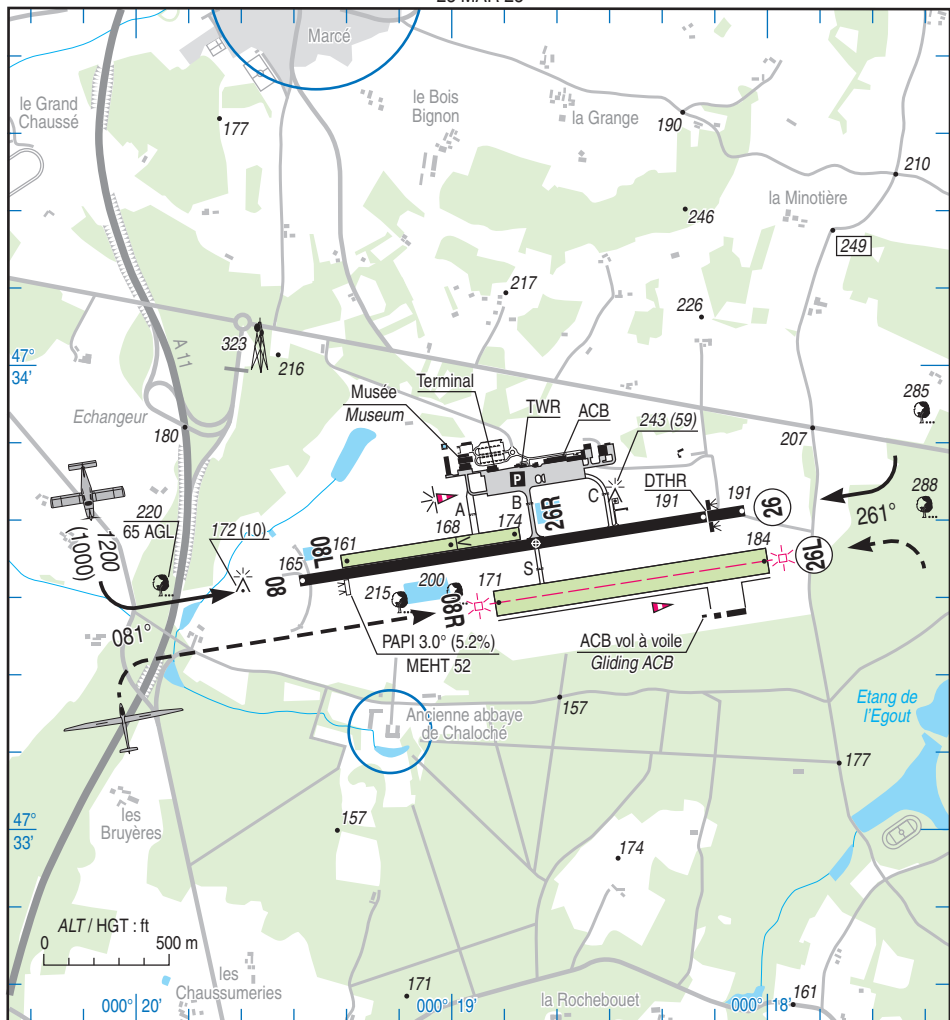 Marcé
le Grand
Chaussé
177
le Bois
Bignon
la Grange
190
210
la Minotière
246
249
217
226
323
216
A 11
47°
34'
Echangeur
180
Musée
Museum
Terminal
TWR
ACB
243 (59)
285
207
288
P
DTHR
191
191
26
261°
A
B
C
T
26R
174
168
V
161
08L
165
08
220
65 AGL
172 (10)
1200
(1000)
081°
215
200
08R
171
S
184
26L
PAPI 3.0° (5.2%)
MEHT 52
ACB vol à voile
Gliding ACB
157
Ancienne abbaye
de Chaloché
Etang de
l'Egout
177
les
Bruyères
157
174
47°
33'
ALT / HGT : ft
0
500 m
les
Chaussumeries
171
la Rochebouet
161
000° 20'
000° 19'
000° 18'